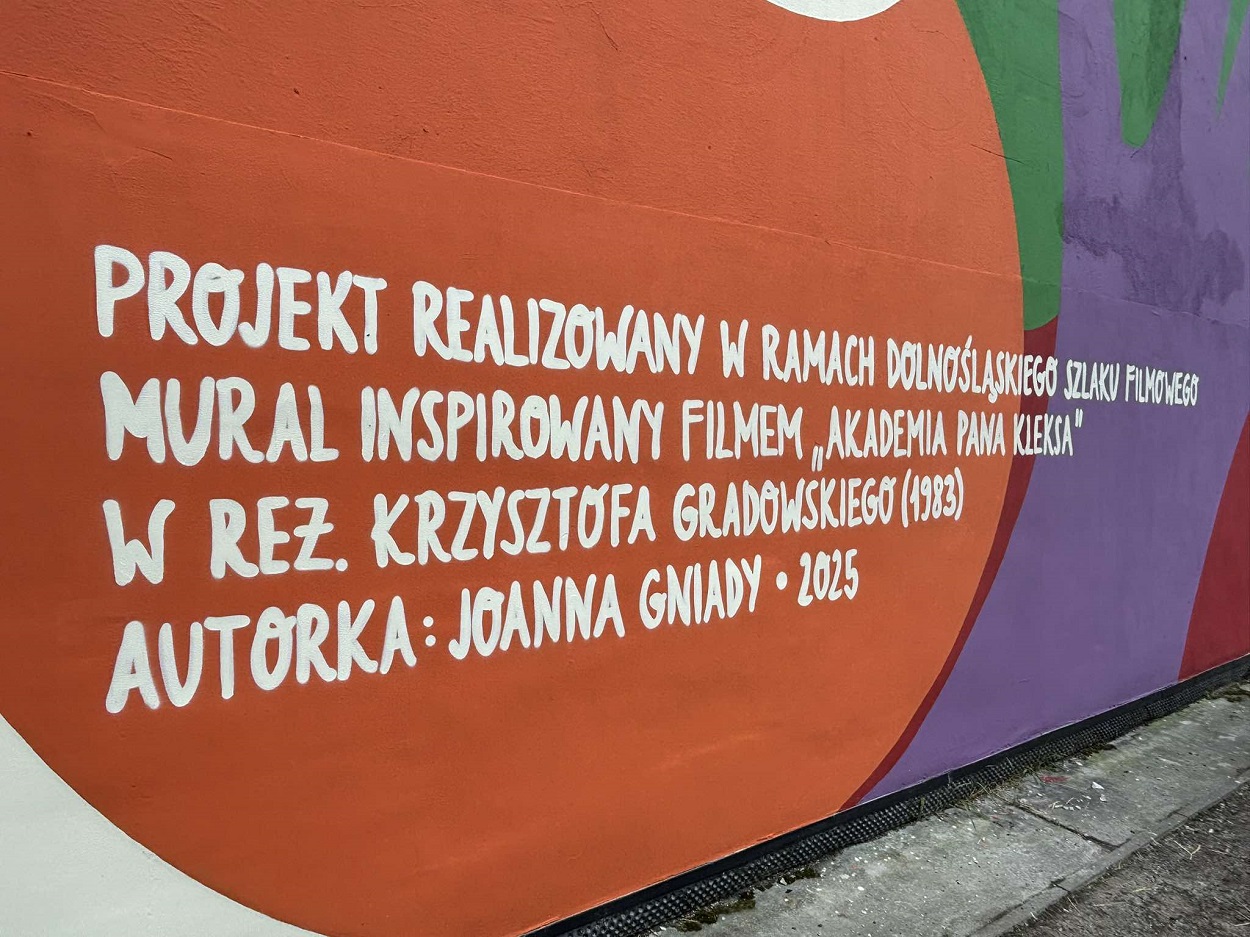 PROJEKT REALIZOWANY W RAMACH DOLNOŚLĄSKIEGO SZLAKU FILMOWEGO
MURAL INSPIROWANY FILMEM „AKADEMIA PANA KLEKSA”
W REŻ. KRZYSZTOFA GRADOWSKIEGO (1983)
AUTORKA: JOANNA GNIADY • 2025